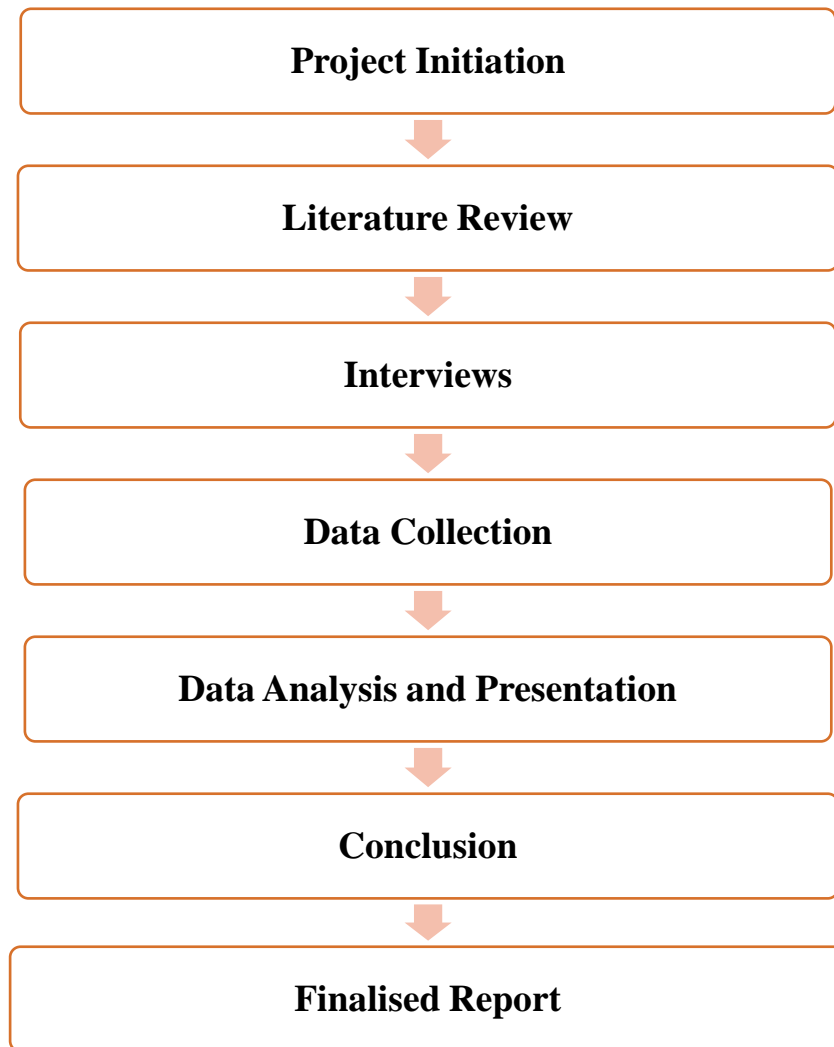 Project Initiation
Literature Review
Interviews
Data Collection
Data Analysis and Presentation
Conclusion
Finalised Report